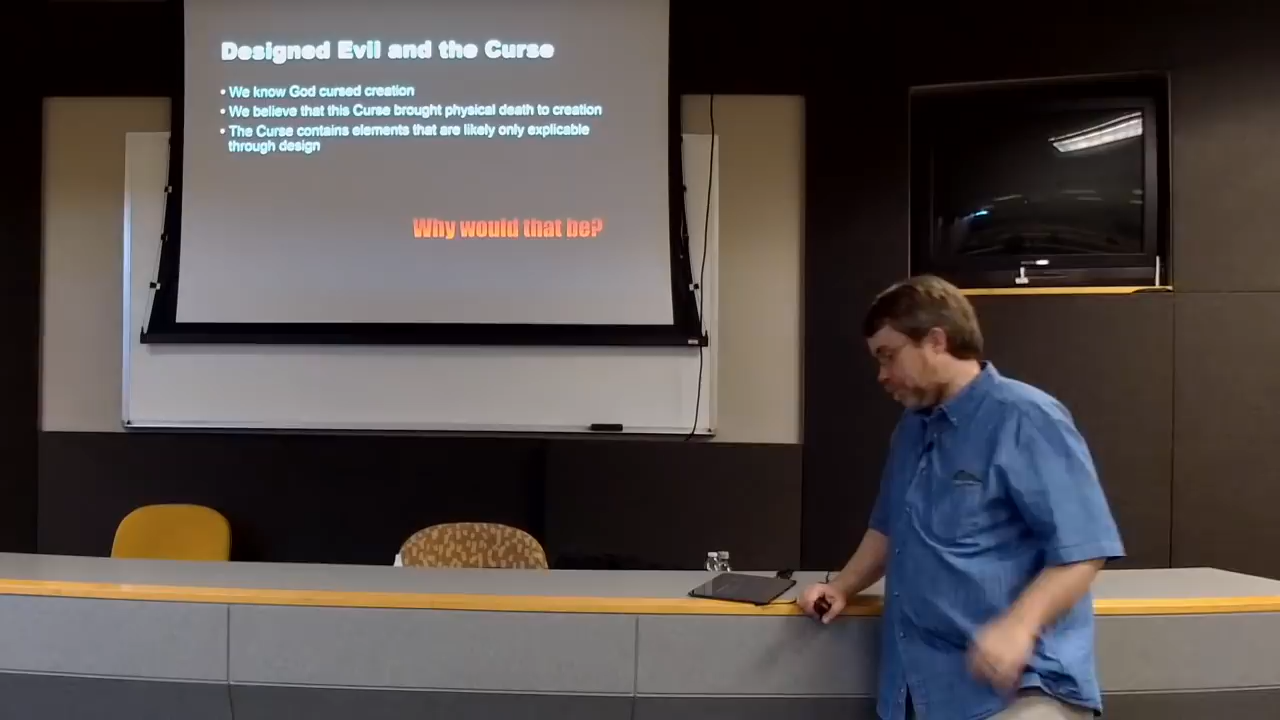 Designed Evil and the Curse
• We know God cursed creation
• We believe that this Curse brought physical death to creation
• The Curse contains elements that are likely only explicable
through design
Why would that be?